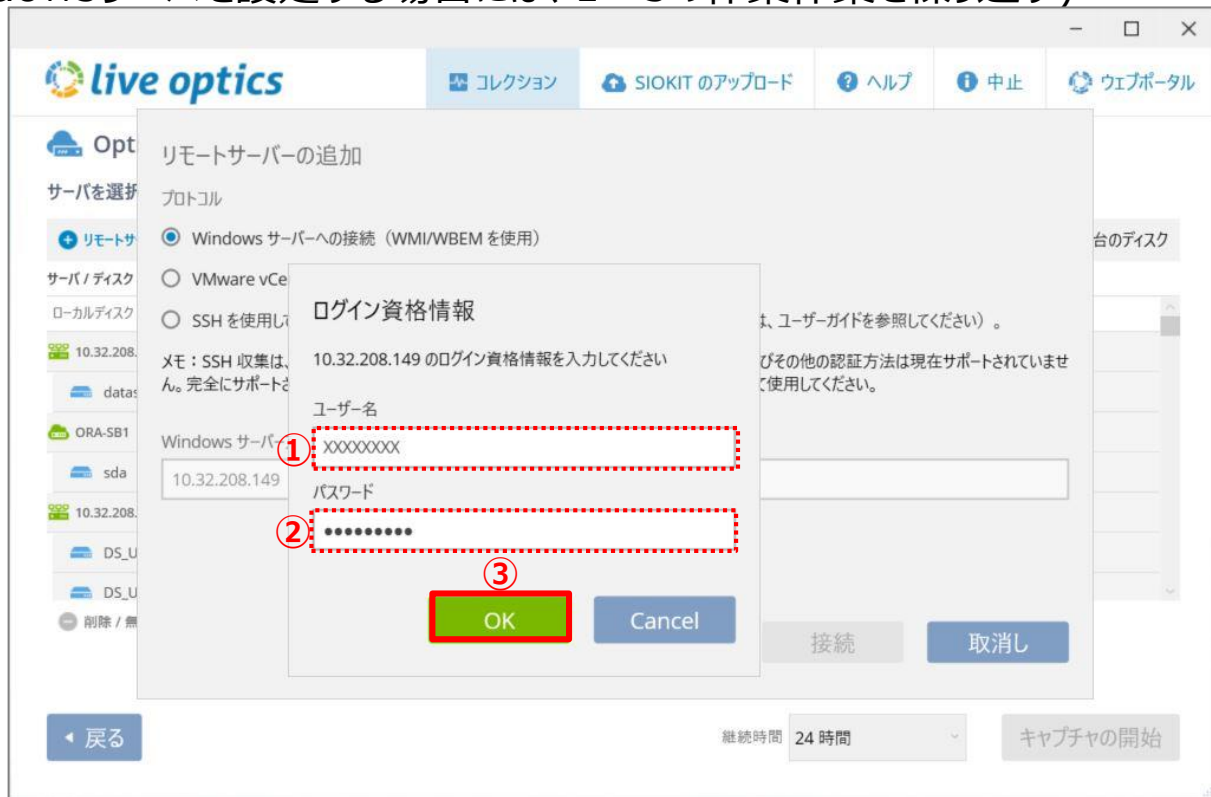 live optics
コレクション
SIOKIT のアップロード
ヘルプ
中止
ウェブポータル
Opt
リモートサーバーの追加
サーバを選択
プロトコル
リモートサ
Windows サーバーへの接続（WMI/WBEM を使用）
台のディスク
サーバ / ディスク
VMware vCe
ログイン資格情報
ローカルディスク
SSH を使用して
は、ユーザーガイドを参照してください）。
10.32.208.
メモ：SSH 収集は、
10.32.208.149 のログイン資格情報を入力してください
びその他の認証方法は現在サポートされていませ
datas
ん。完全にサポートさ
て使用してください。
ユーザー名
ORA-SB1
Windows サーバー
① XXXXXXXX
sda
10.32.208.149
パスワード
10.32.208.
② •••••••••
DS_U
③
DS_U
OK
Cancel
削除 / 無
接続
取消し
戻る
継続時間
24 時間
キャプチャの開始